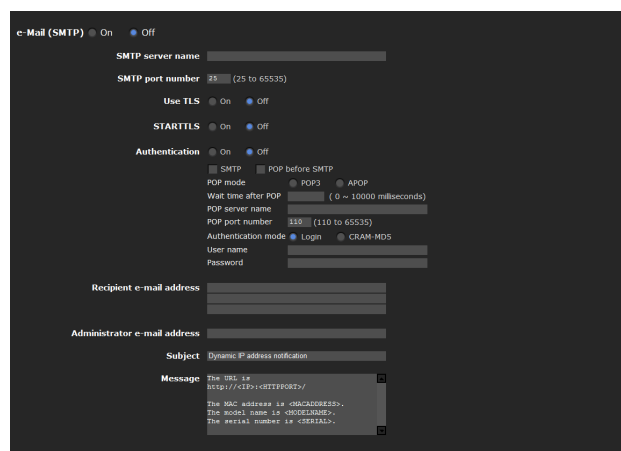 e-Mail (SMTP) On Off
SMTP server name
SMTP port number 25 (25 to 65535)
Use TLS On Off
STARTTLS On Off
Authentication On Off
SMTP POP before SMTP
POP mode POP3 APOP
Wait time after POP ( 0 ~ 10000 milliseconds)
POP server name
POP port number 110 (110 to 65535)
Authentication mode Login CRAM-MD5
User name
Password
Recipient e-mail address
Administrator e-mail address
Subject Dynamic IP address notification
Message The URL is
http://<IP>:<HTTPPORT>/
The MAC address is <MACADDRESS>.
The model name is <MODELNAME>.
The serial number is <SERIAL>.